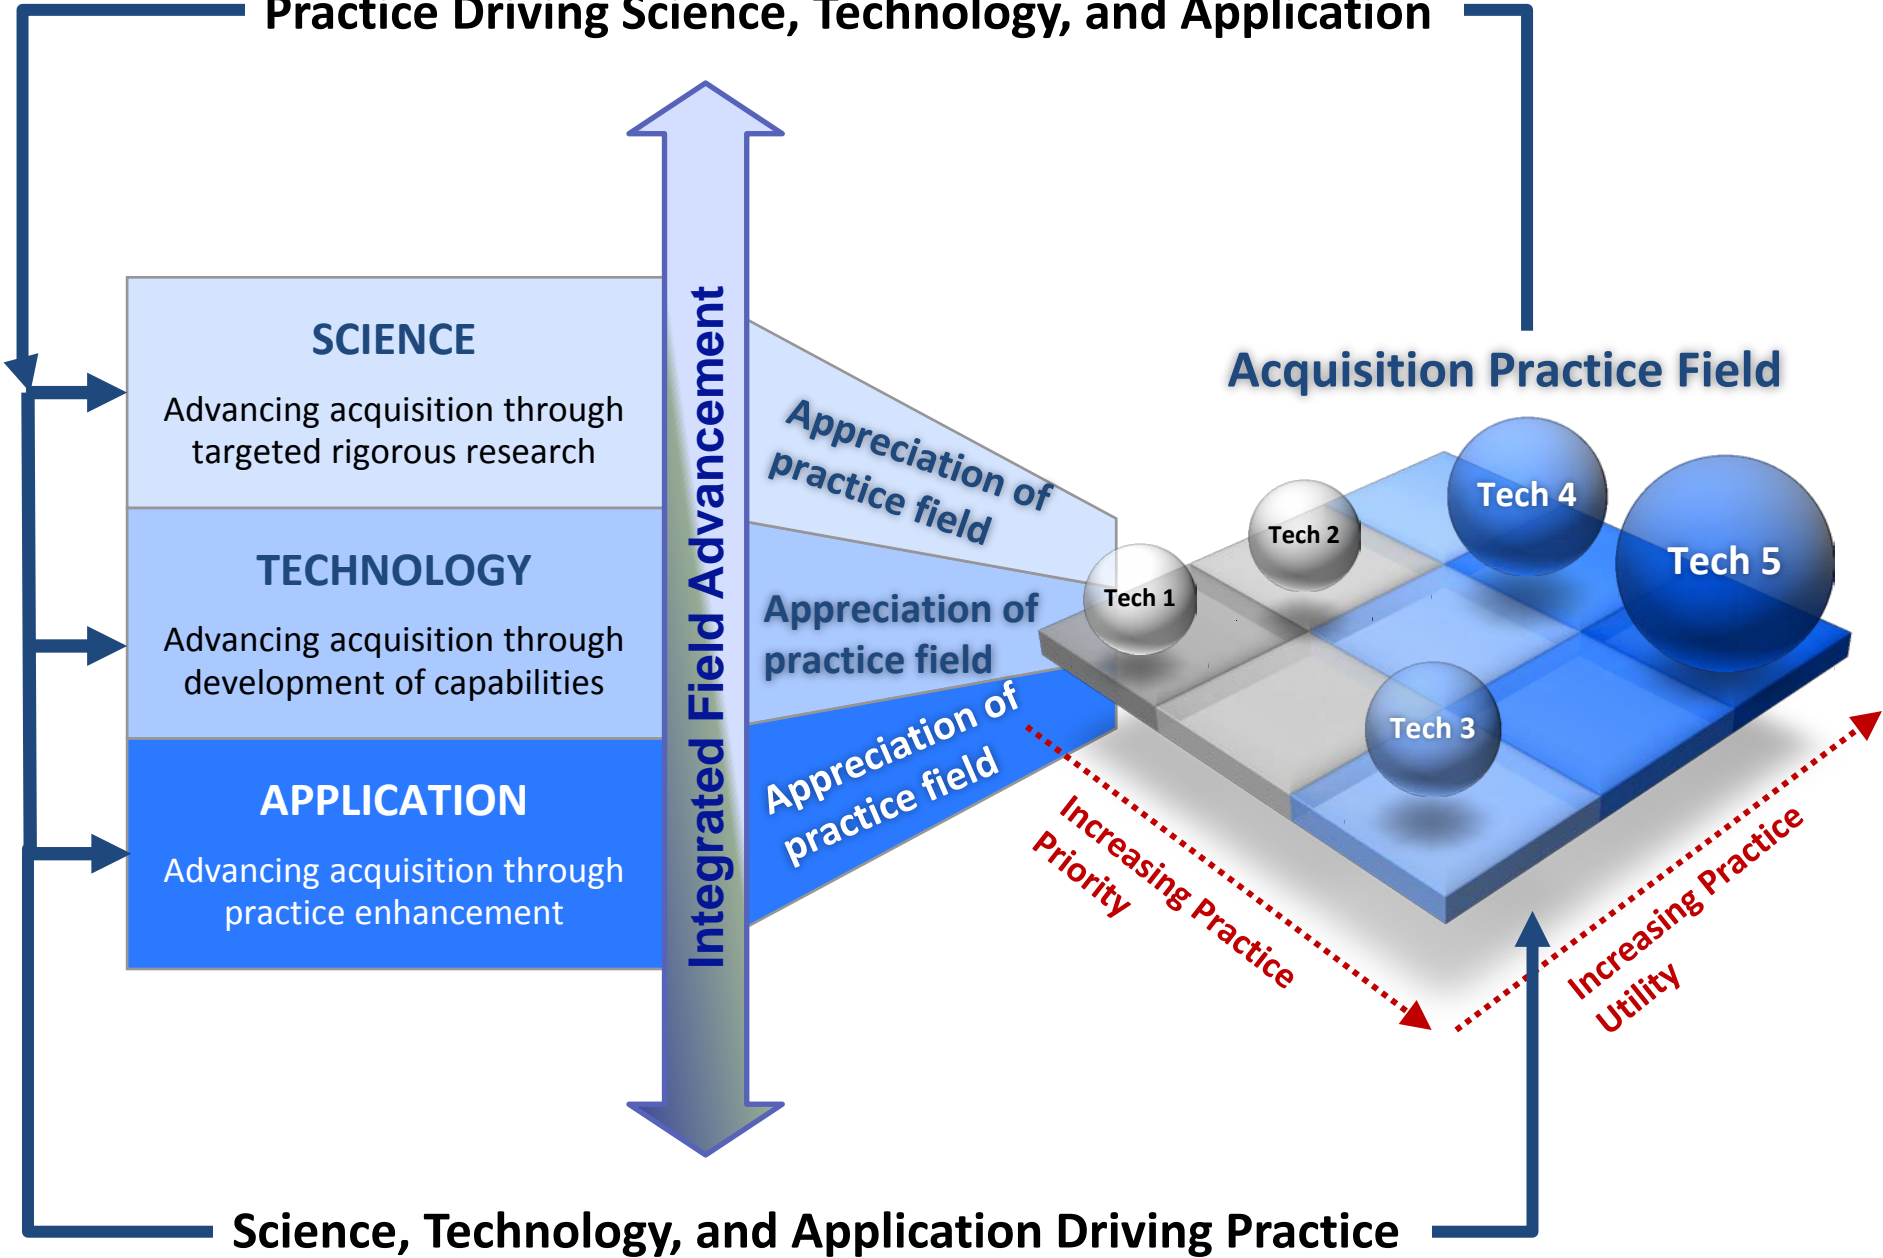 Practice Driving Science, Technology, and Application
SCIENCE
Advancing acquisition through
targeted rigorous research
TECHNOLOGY
Advancing acquisition through
development of capabilities
APPLICATION
Advancing acquisition through
practice enhancement
Integrated Field Advancement
Appreciation of
practice field
Appreciation of
practice field
Appreciation of
practice field
Acquisition Practice Field
Tech 1
Tech 2
Tech 3
Tech 4
Tech 5
Increasing Practice
Priority
Increasing Practice
Utility
Science, Technology, and Application Driving Practice